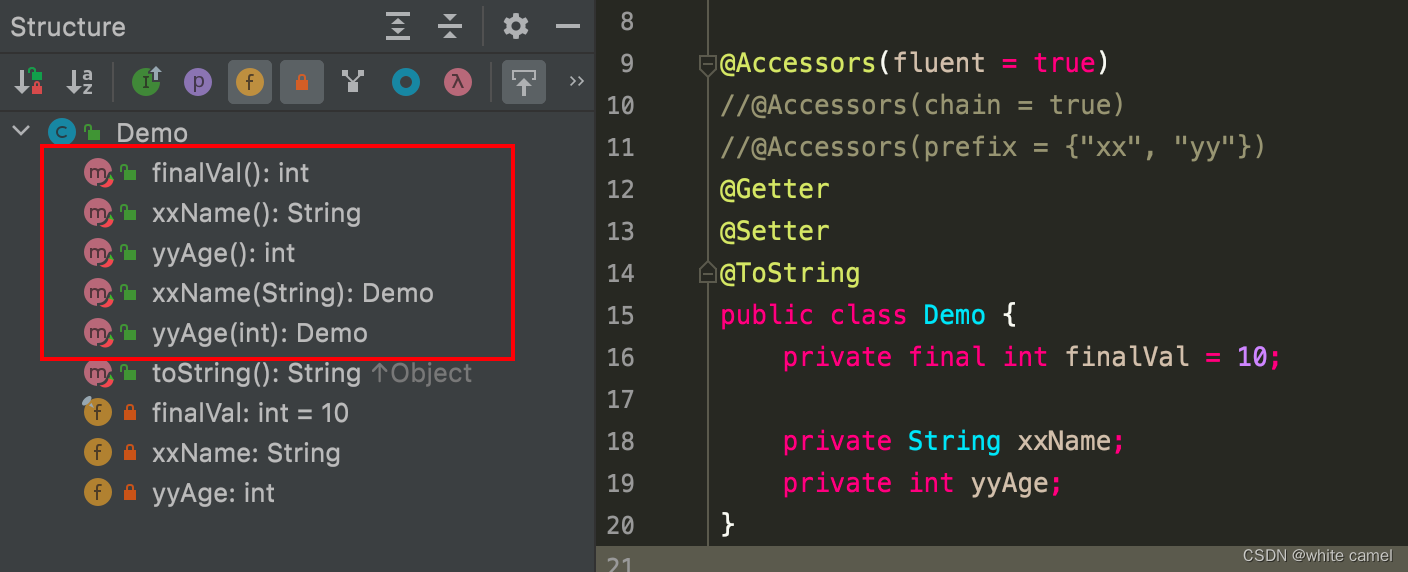 Structure
Demo
finalVal(): int
xxName(): String
yyAge(): int
xxName(String): Demo
yyAge(int): Demo
toString(): String ↑Object
finalVal: int = 10
xxName: String
yyAge: int
8
9 @Accessors(fluent = true)
10 //@Accessors(chain = true)
11 //@Accessors(prefix = {"xx", "yy"})
12 @Getter
13 @Setter
14 @ToString
15 public class Demo {
16 private final int finalVal = 10;
17
18 private String xxName;
19 private int yyAge;
20 }
21
CSDN @white camel